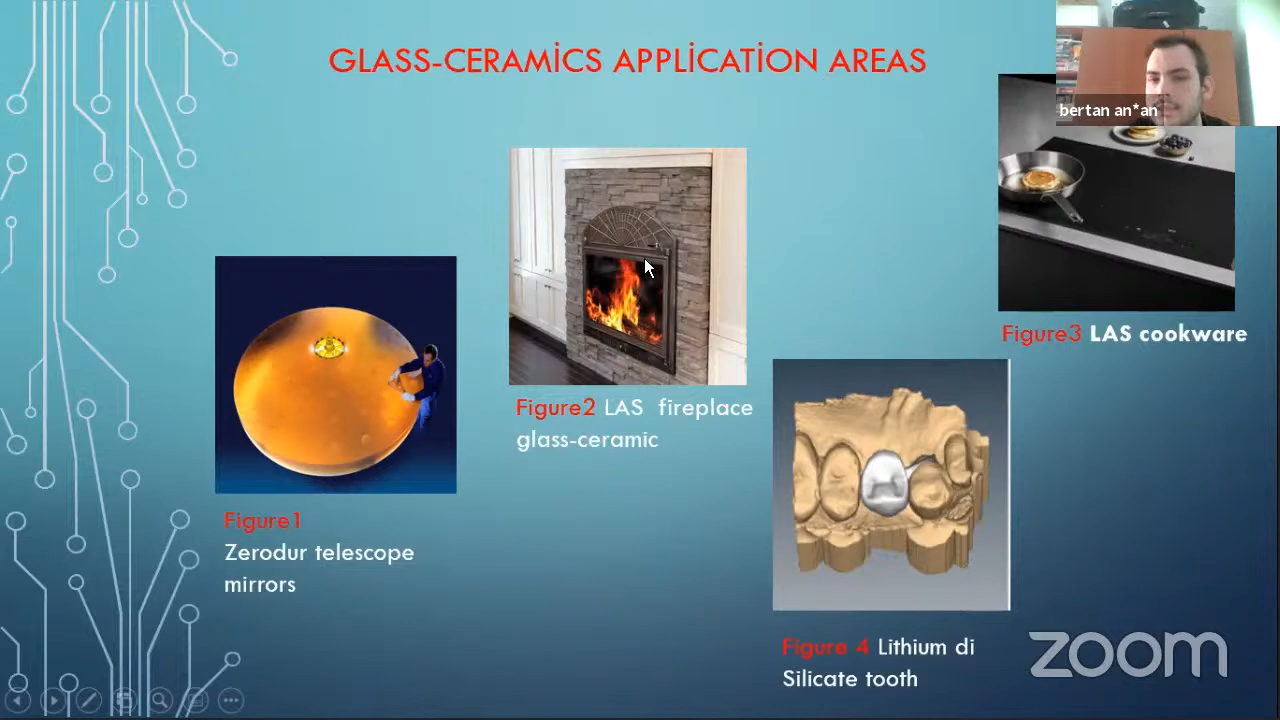 GLASS-CERAMİCS APPLİCATİON AREAS
bertan an*an
Figure3 LAS cookware
Figure2 LAS fireplace
glass-ceramic
Figure1
Zerodur telescope
mirrors
Figure 4 Lithium di
Silicate tooth
zoom